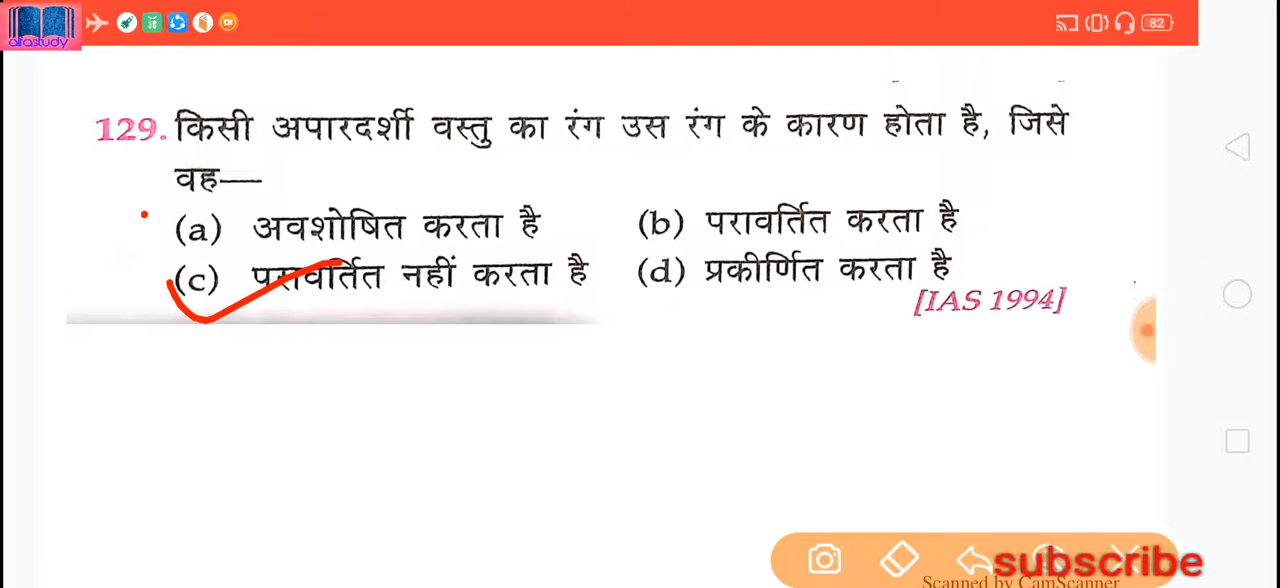 alfastudy
82
129. किसी अपारदर्शी वस्तु का रंग उस रंग के कारण होता है, जिसे
वह—
(a) अवशोषित करता है (b) परावर्तित करता है
(c) परावर्तित नहीं करता है (d) प्रकीर्णित करता है
[IAS 1994]
subscribe
Scanned by CamScanner